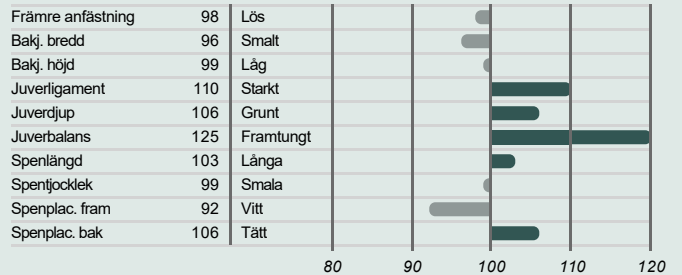 Främre anfästning 98 Lös
Bakj. bredd 96 Smalt
Bakj. höjd 99 Låg
Juverligament 110 Starkt
Juverdjup 106 Grunt
Juverbalans 125 Framtungt
Spenlängd 103 Långa
Spentjocklek 99 Smala
Spenplac. fram 92 Vitt
Spenplac. bak 106 Tätt
80 90 100 110 120